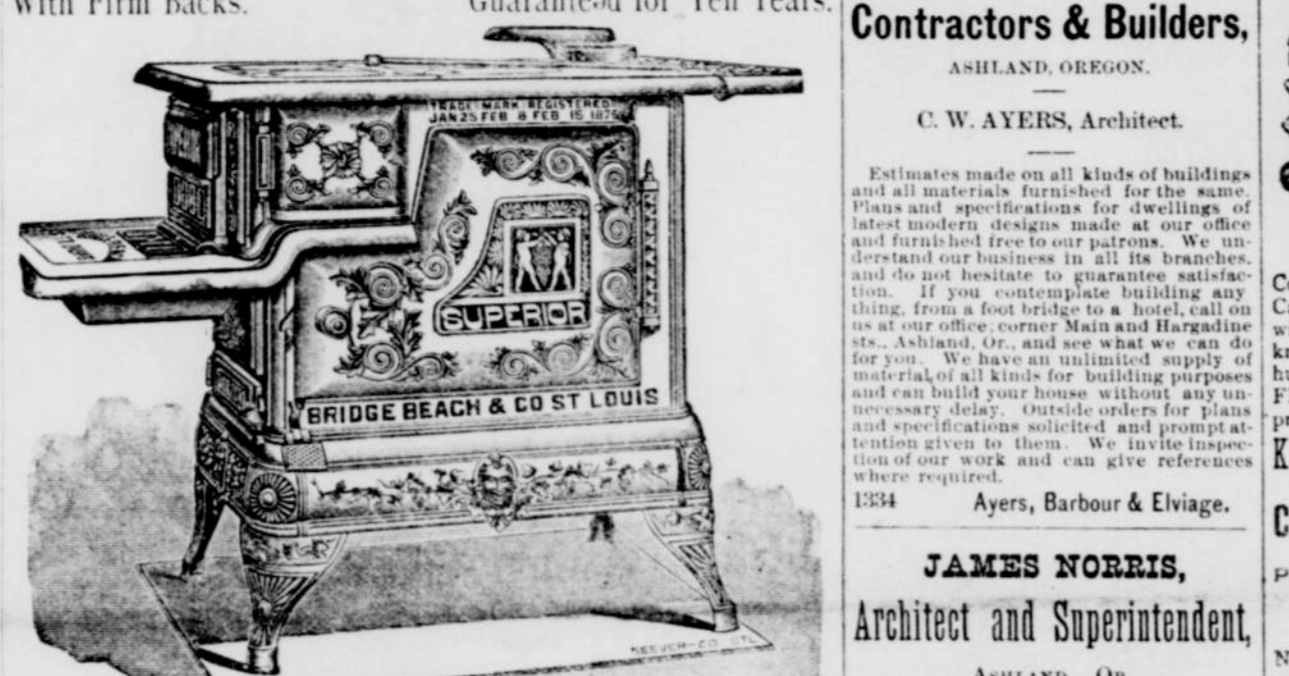 With Firm Backs.
Guaranteed for Ten Years.
TRADE MARK REGISTERED
JAN 25 FEB 8 FEB 15 1876
SUPERIOR
BRIDGE BEACH & CO ST LOUIS
Contractors & Builders,
ASHLAND, OREGON.
C. W. AYERS, Architect.
Estimates made on all kinds of buildings
and all materials furnished for the same.
Plans and specifications for dwellings of
latest modern designs made at our office
and furnished free to our patrons. We un-
derstand our business in all its branches,
and do not hesitate to guarantee satisfac-
tion. If you contemplate building any
thing, from a foot bridge to a hotel, call on
us at our office, corner Main and Hargadine
sts., Ashland, Or., and see what we can do
for you. We have an unlimited supply of
material, of all kinds for building purposes
and can build your house without any un-
necessary delay. Outside orders for plans
and specifications solicited and prompt at-
tention given to them. We invite inspec-
tion of our work and can give references
where required.
1334 Ayers, Barbour & Elviage.
JAMES NORRIS,
Architect and Superintendent,
ASHLAND, OR.